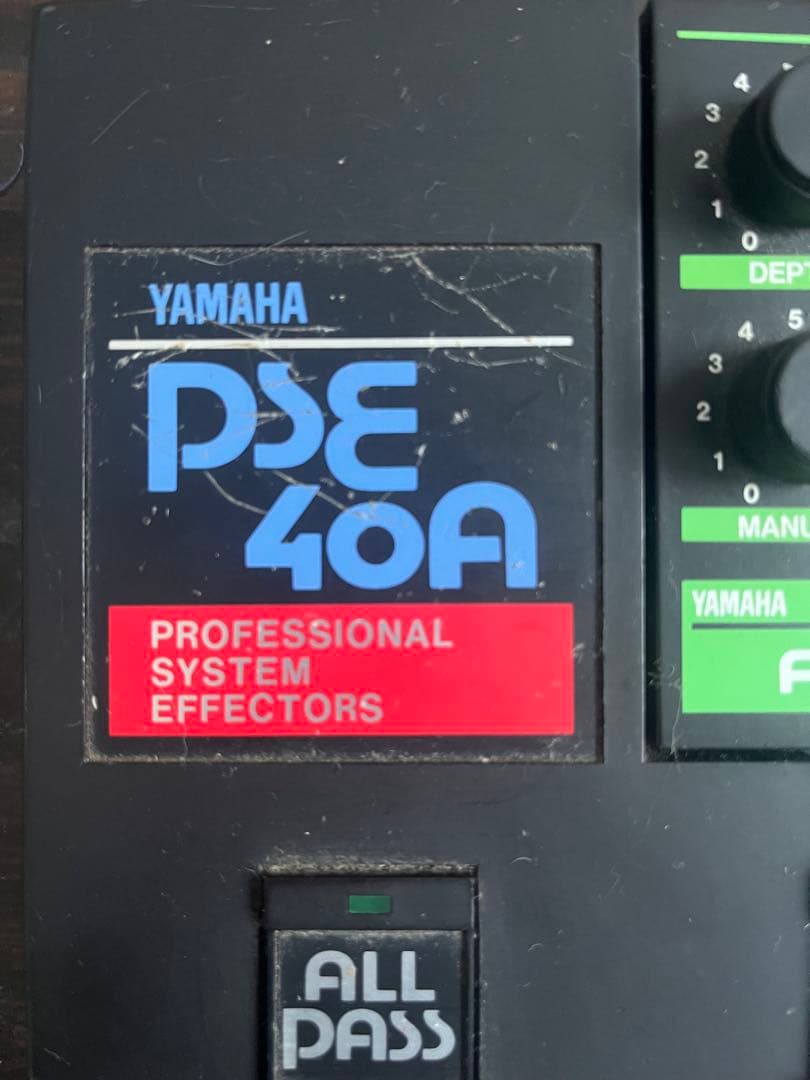 YAMAHA
PSE
40A
PROFESSIONAL
SYSTEM
EFFECTORS
ALL
PASS
4
3
2
1
0
5
4
3
2
1
0
YAMAHA